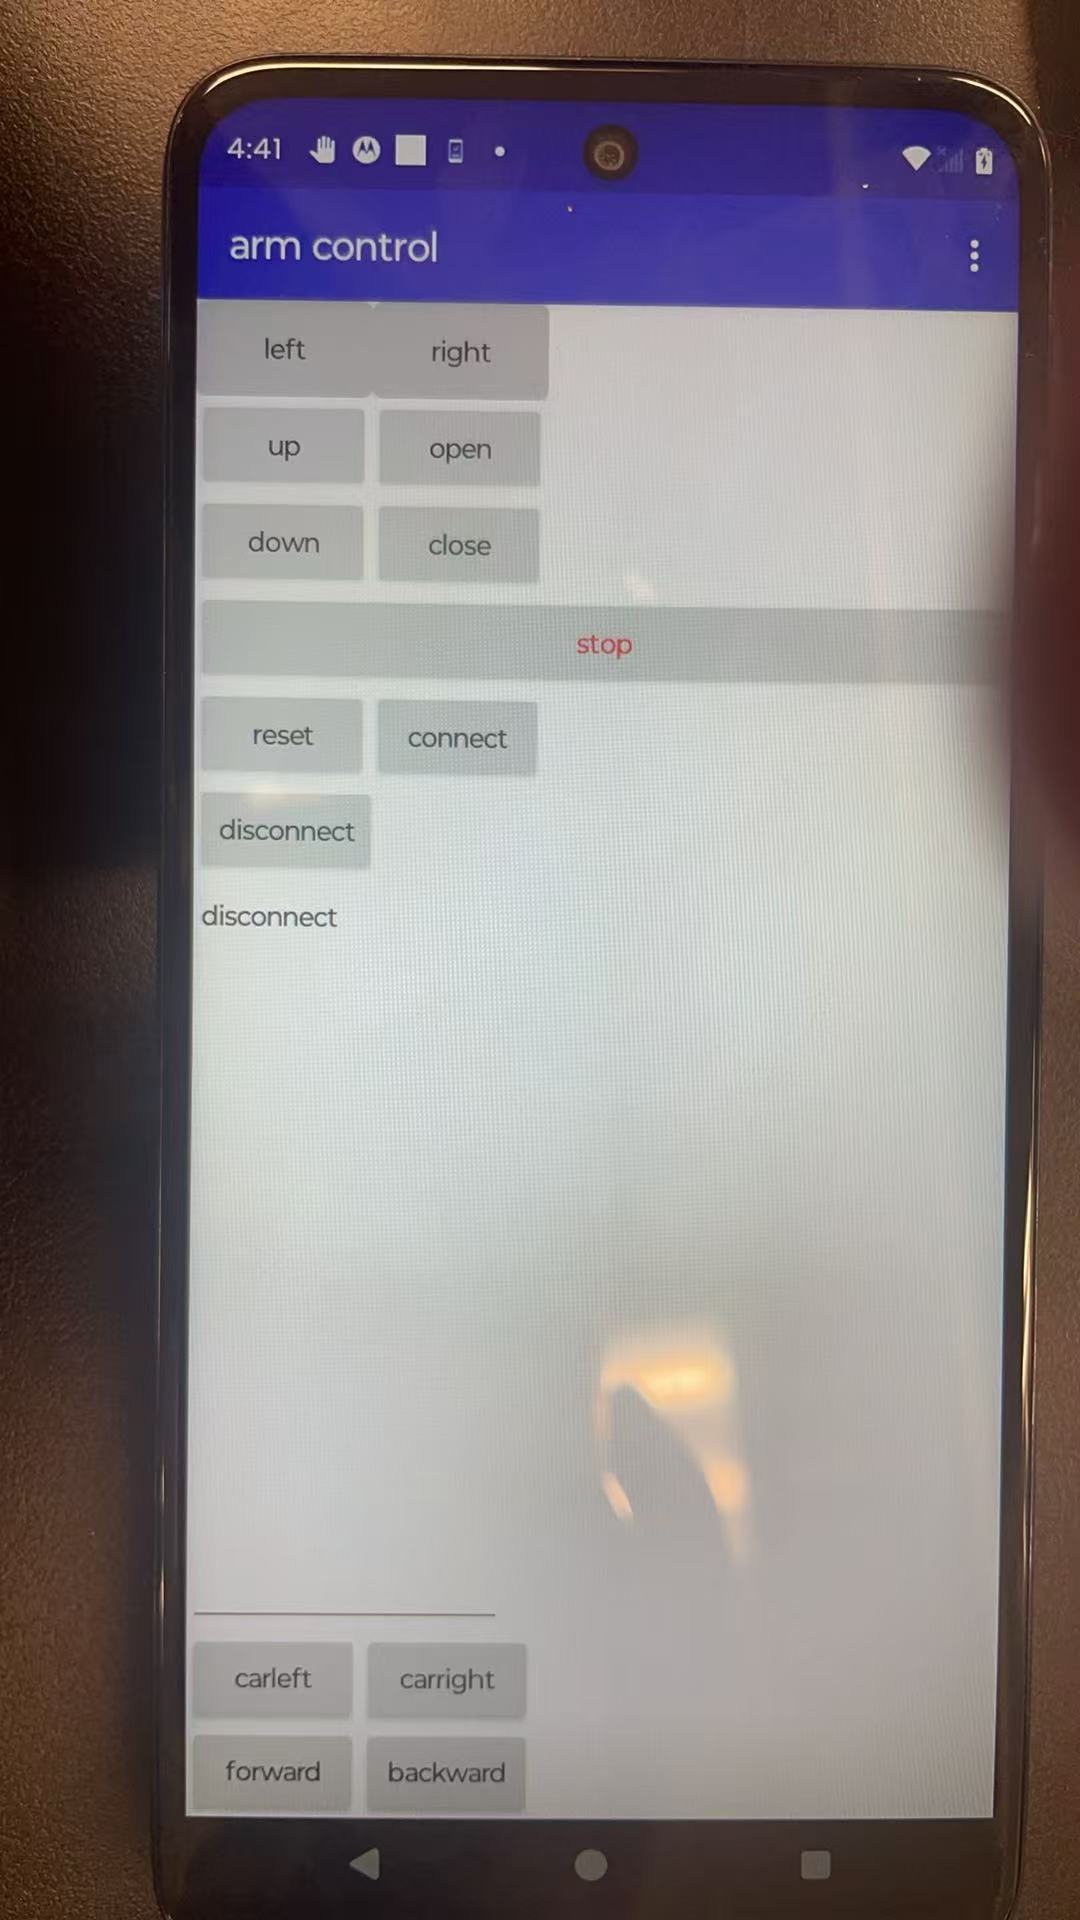 4:41
arm control
left right
up open
down close
stop
reset connect
disconnect
disconnect
carleft carright
forward backward